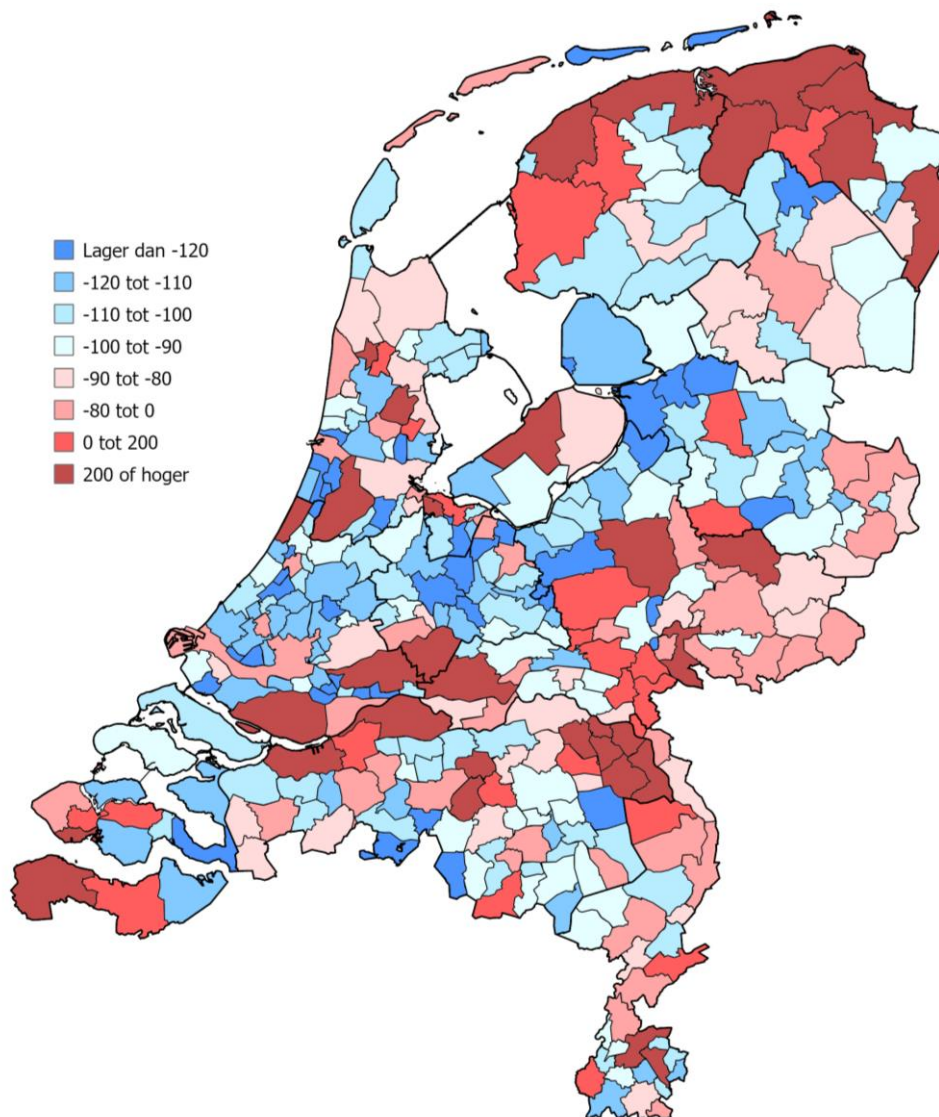 Lager dan -120
-120 tot -110
-110 tot -100
-100 tot -90
-90 tot -80
-80 tot 0
0 tot 200
200 of hoger